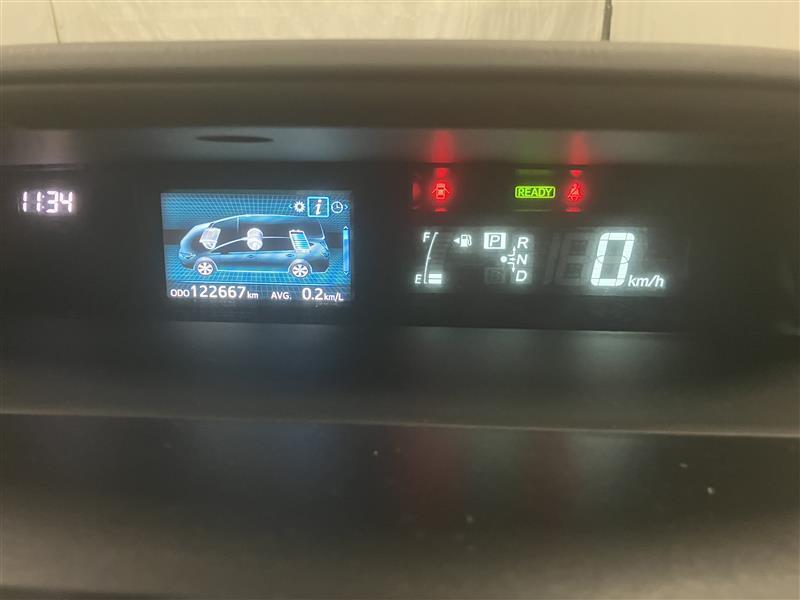 11:34
i
READY
F
P
R
N
B
D
E
0 km/h
ODO 122667 km AVG. 0.2 km/L